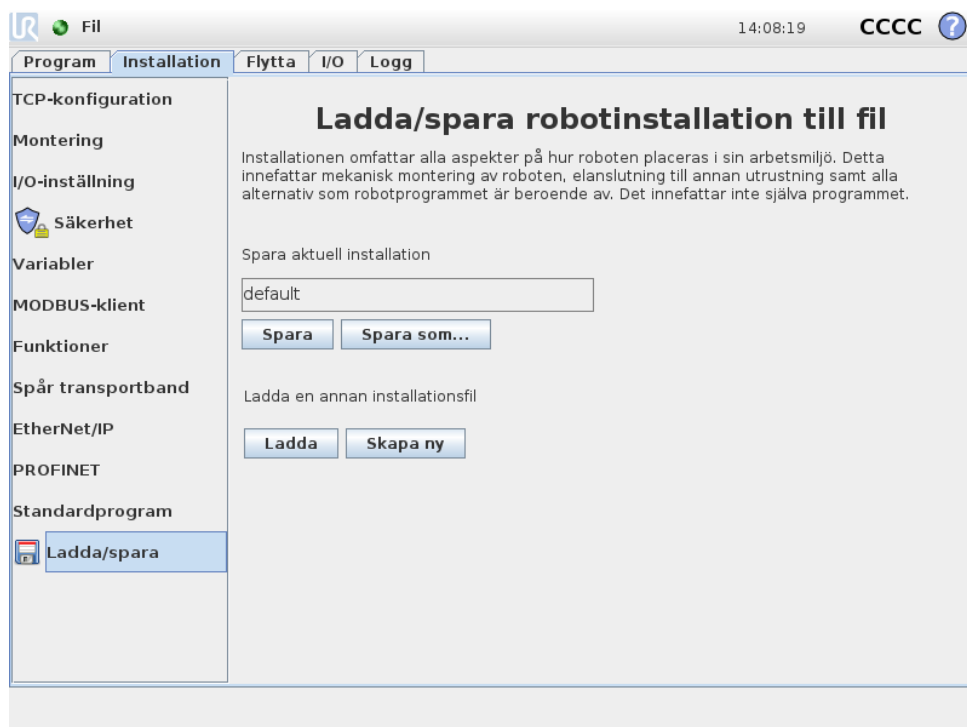 UR Fil 14:08:19 CCCC ?
Program Installation Flytta I/O Logg
TCP-konfiguration
Montering
I/O-inställning
Säkerhet
Variabler
MODBUS-klient
Funktioner
Spår transportband
EtherNet/IP
PROFINET
Standardprogram
Ladda/spara
Ladda/spara robotinstallation till fil
Installationen omfattar alla aspekter på hur roboten placeras i sin arbetsmiljö. Detta
innefattar mekanisk montering av roboten, elanslutning till annan utrustning samt alla
alternativ som robotprogrammet är beroende av. Det innefattar inte själva programmet.
Spara aktuell installation
default
Spara Spara som...
Ladda en annan installationsfil
Ladda Skapa ny